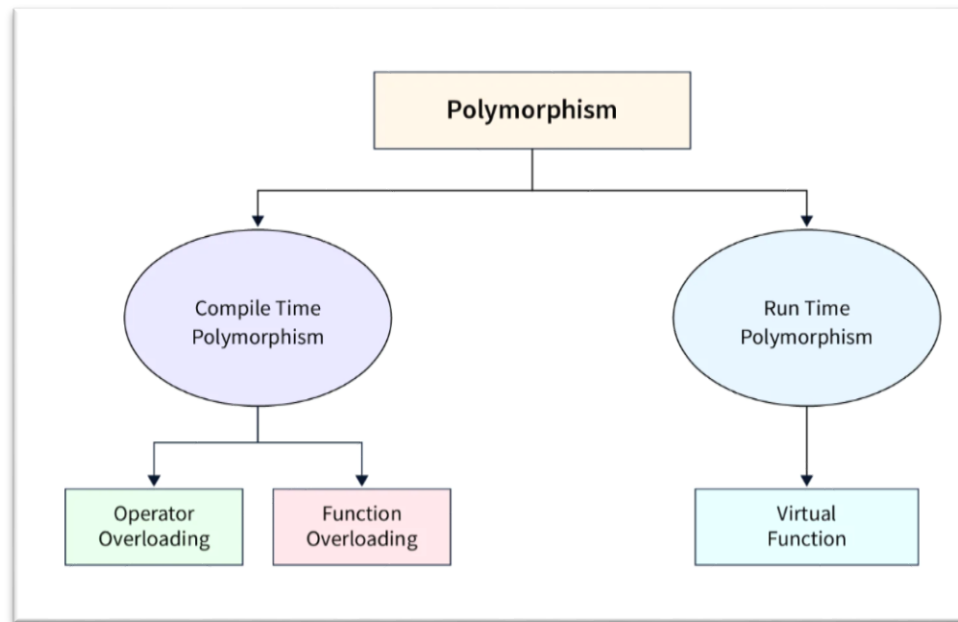 Polymorphism
Compile Time
Polymorphism
Run Time
Polymorphism
Operator
Overloading
Function
Overloading
Virtual
Function